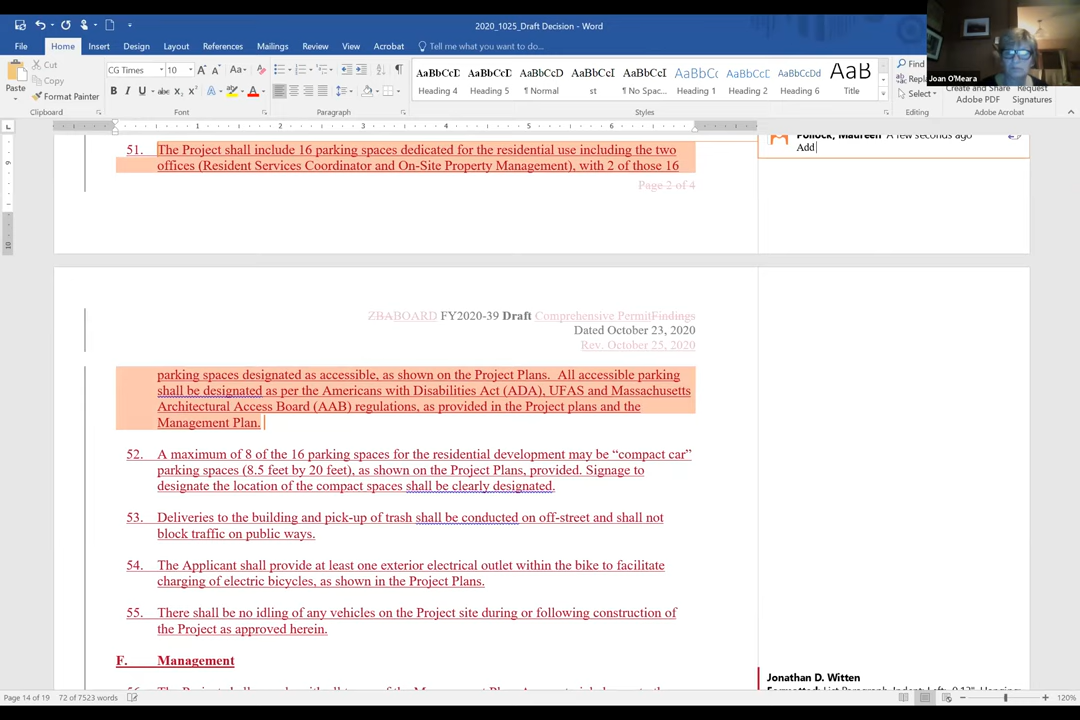 2020_1025_Draft Decision - Word
File Home Insert Design Layout References Mailings Review View Acrobat Tell me what you want to do...
Joan O'Meara
Paste
Cut
Copy
Format Painter
Clipboard
CG Times 10
Font
Paragraph
AaBbCcD AaBbCcD AaBbCcD AaBbCcI AaBbCcD AaBbCc AaBbCc AaBbCcDd AaB
Heading 4 Heading 5 ¶ Normal st ¶ No Spac... Heading 1 Heading 2 Heading 6 Title
Styles
Find
Select
Editing
Create and Share Adobe PDF
Request Signatures
Adobe Acrobat
51. The Project shall include 16 parking spaces dedicated for the residential use including the two
offices (Resident Services Coordinator and On-Site Property Management), with 2 of those 16
Page 2 of 4
Pollock, Maureen A few seconds ago
Add
ZBABOARD FY2020-39 Draft Comprehensive PermitFindings
Dated October 23, 2020
Rev. October 25, 2020
parking spaces designated as accessible, as shown on the Project Plans. All accessible parking
shall be designated as per the Americans with Disabilities Act (ADA), UFAS and Massachusetts
Architectural Access Board (AAB) regulations, as provided in the Project plans and the
Management Plan.
52. A maximum of 8 of the 16 parking spaces for the residential development may be “compact car”
parking spaces (8.5 feet by 20 feet), as shown on the Project Plans, provided. Signage to
designate the location of the compact spaces shall be clearly designated.
53. Deliveries to the building and pick-up of trash shall be conducted on off-street and shall not
block traffic on public ways.
54. The Applicant shall provide at least one exterior electrical outlet within the bike to facilitate
charging of electric bicycles, as shown in the Project Plans.
55. There shall be no idling of any vehicles on the Project site during or following construction of
the Project as approved herein.
F. Management
Jonathan D. Witten
Page 14 of 19 72 of 7523 words
120%